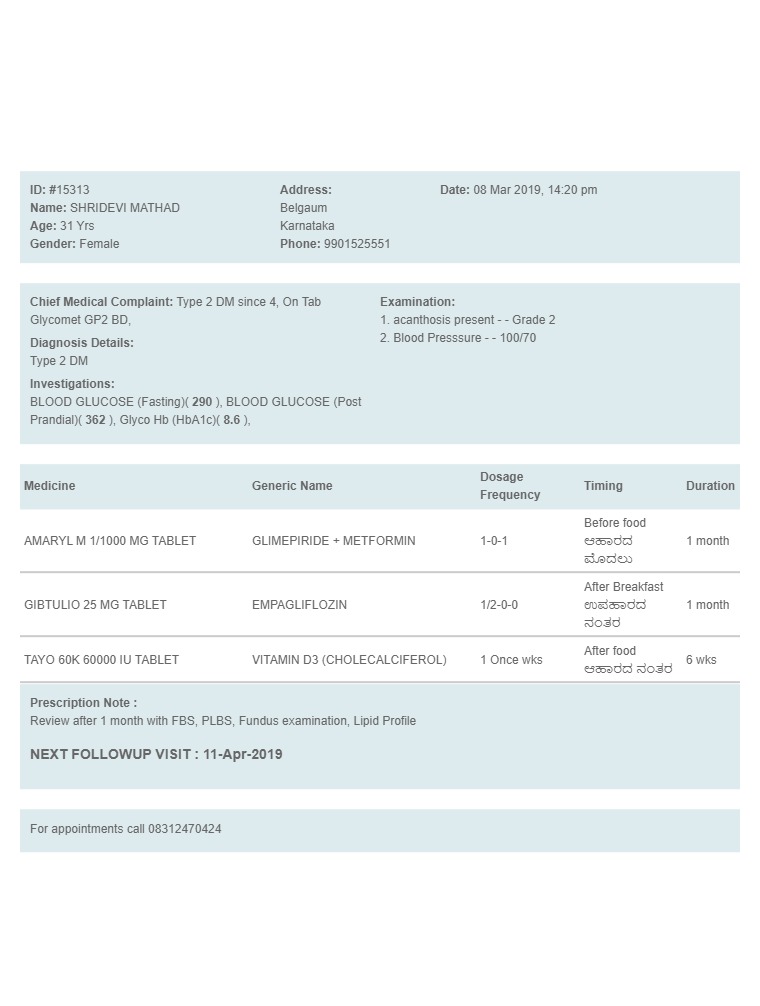 ID: #15313
Name: SHRIDEVI MATHAD
Age: 31 Yrs
Gender: Female
Address:
Belgaum
Karnataka
Phone: 9901525551
Date: 08 Mar 2019, 14:20 pm
Chief Medical Complaint: Type 2 DM since 4, On Tab
Glycomet GP2 BD,
Diagnosis Details:
Type 2 DM
Investigations:
BLOOD GLUCOSE (Fasting)( 290 ), BLOOD GLUCOSE (Post
Prandial)( 362 ), Glyco Hb (HbA1c)( 8.6 ),
Examination:
1. acanthosis present - - Grade 2
2. Blood Presssure - - 100/70
Medicine Generic Name Dosage Frequency Timing Duration
AMARYL M 1/1000 MG TABLET GLIMEPIRIDE + METFORMIN 1-0-1 Before food ಆಹಾರದ ಮೊದಲು 1 month
GIBTULIO 25 MG TABLET EMPAGLIFLOZIN 1/2-0-0 After Breakfast ಉಪಹಾರದ ನಂತರ 1 month
TAYO 60K 60000 IU TABLET VITAMIN D3 (CHOLECALCIFEROL) 1 Once wks After food ಆಹಾರದ ನಂತರ 6 wks
Prescription Note :
Review after 1 month with FBS, PLBS, Fundus examination, Lipid Profile
NEXT FOLLOWUP VISIT : 11-Apr-2019
For appointments call 08312470424